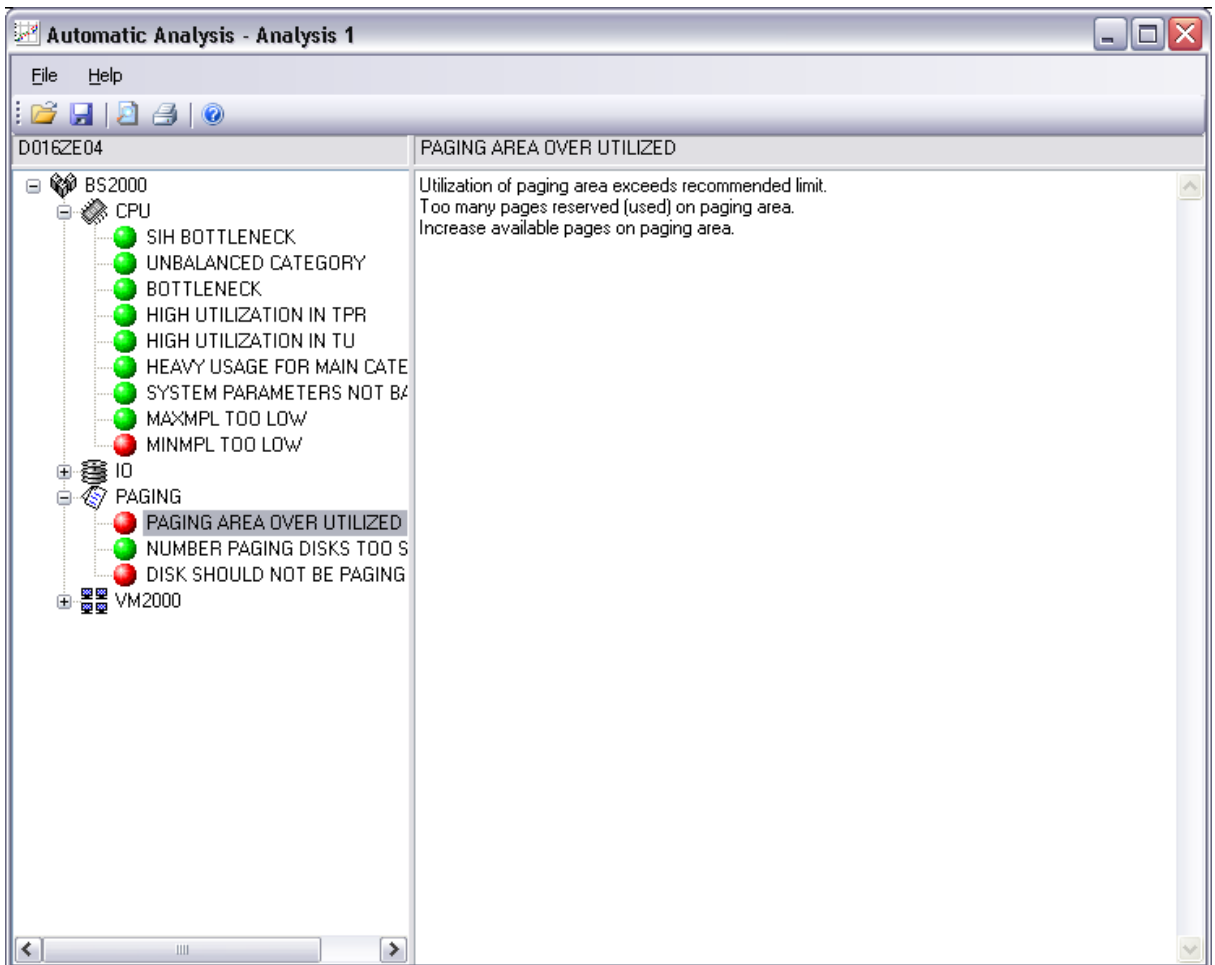 Automatic Analysis - Analysis 1
File Help
D016ZE04
PAGING AREA OVER UTILIZED
BS2000
CPU
SIH BOTTLENECK
UNBALANCED CATEGORY
BOTTLENECK
HIGH UTILIZATION IN TPR
HIGH UTILIZATION IN TU
HEAVY USAGE FOR MAIN CATE
SYSTEM PARAMETERS NOT BA
MAXMPL TOO LOW
MINMPL TOO LOW
IO
PAGING
PAGING AREA OVER UTILIZED
NUMBER PAGING DISKS TOO S
DISK SHOULD NOT BE PAGING
VM2000
Utilization of paging area exceeds recommended limit.
Too many pages reserved (used) on paging area.
Increase available pages on paging area.